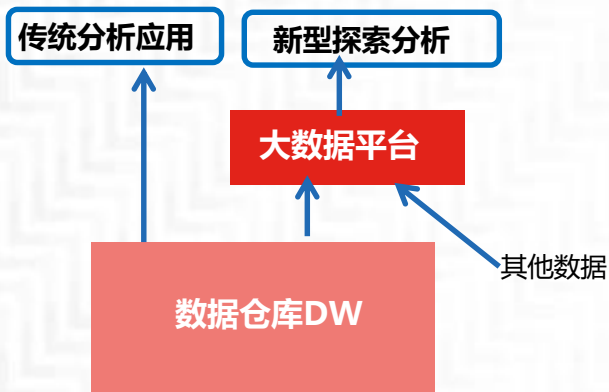 传统分析应用
新型探索分析
大数据平台
其他数据
数据仓库DW